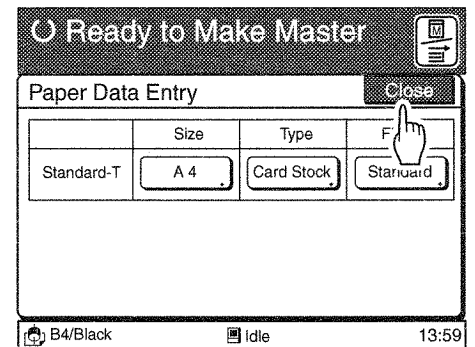 Ready to Make Master
M
Paper Data Entry Close
Size Type
Standard-T A 4 Card Stock Standard
B4/Black idle 13:59